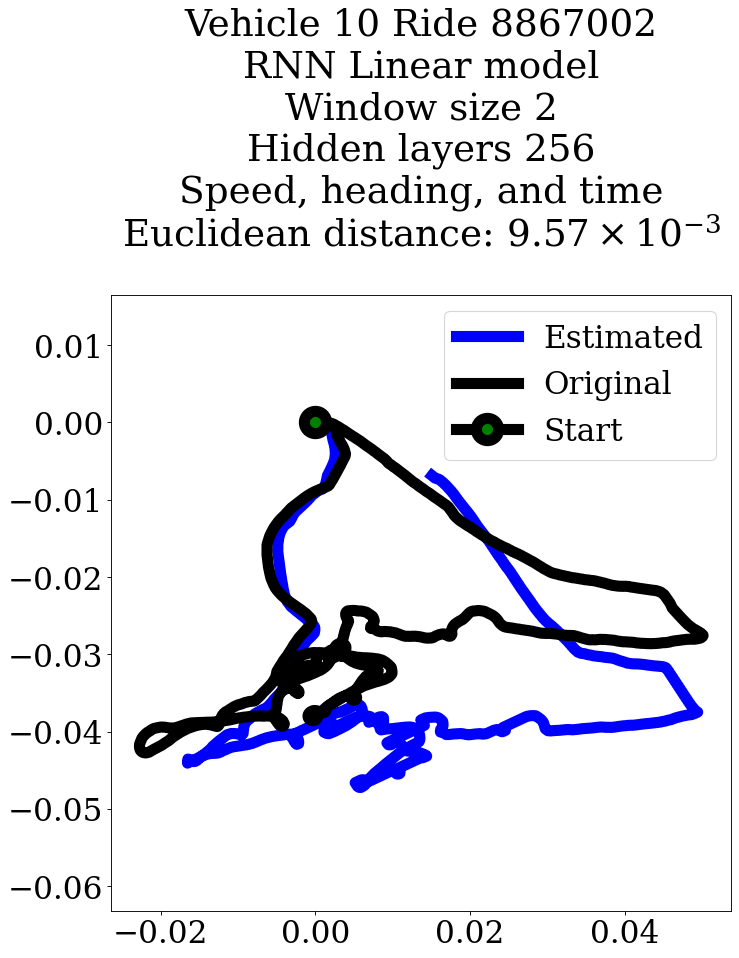 Vehicle 10 Ride 8867002
RNN Linear model
Window size 2
Hidden layers 256
Speed, heading, and time
Euclidean distance: 9.57 × 10⁻³
Estimated
Original
Start
0.01
0.00
−0.01
−0.02
−0.03
−0.04
−0.05
−0.06
−0.02 0.00 0.02 0.04